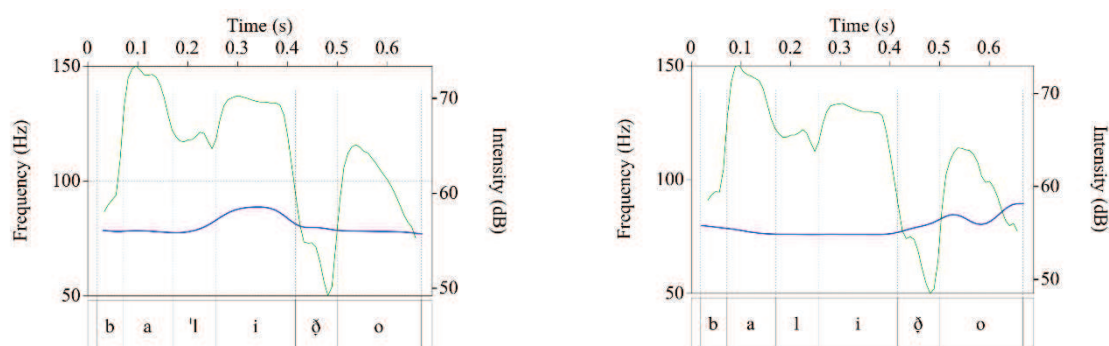 Time (s)
0 0.1 0.2 0.3 0.4 0.5 0.6
150
100
50
Frequency (Hz)
70
60
50
Intensity (dB)
b a 'l i ð̞ o
Time (s)
0 0.1 0.2 0.3 0.4 0.5 0.6
150
100
50
Frequency (Hz)
70
60
50
Intensity (dB)
b a l i ð̞ o